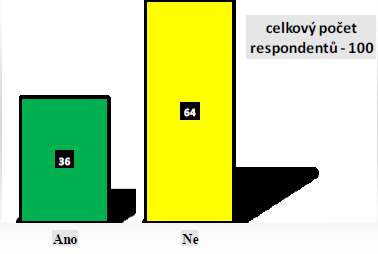 celkový počet
respondentů - 100
64
36
Ano
Ne